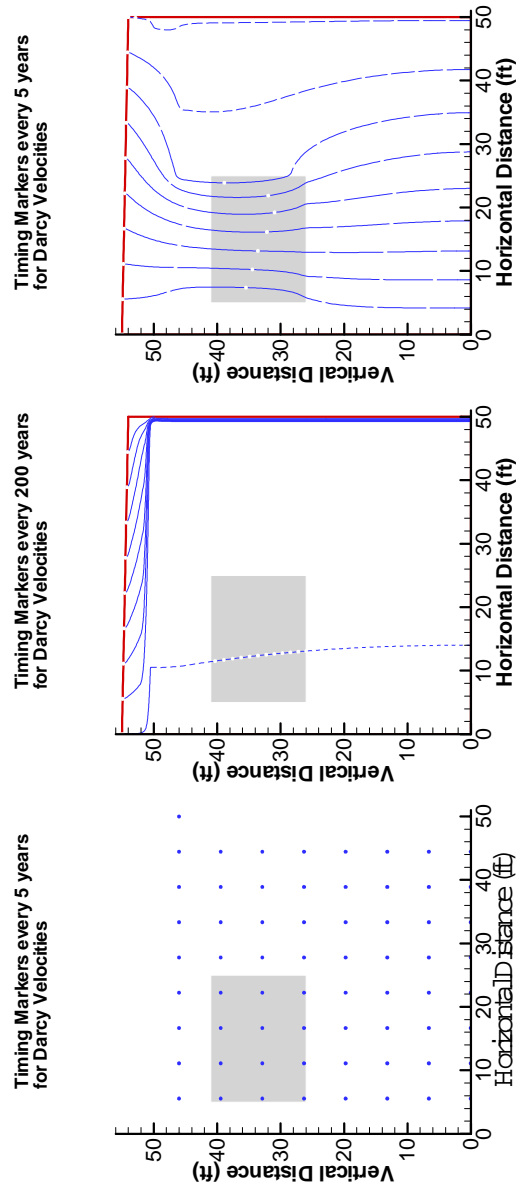 Timing Markers every 5 years
for Darcy Velocities
50
40
30
20
10
0
Vertical Distance (ft)
0 10 20 30 40 50
Horizontal Distance (ft)
Timing Markers every 200 years
for Darcy Velocities
50
40
30
20
10
0
Vertical Distance (ft)
0 10 20 30 40 50
Horizontal Distance (ft)
Timing Markers every 5 years
for Darcy Velocities
50
40
30
20
10
0
Vertical Distance (ft)
0 10 20 30 40 50
Horizontal Distance (ft)